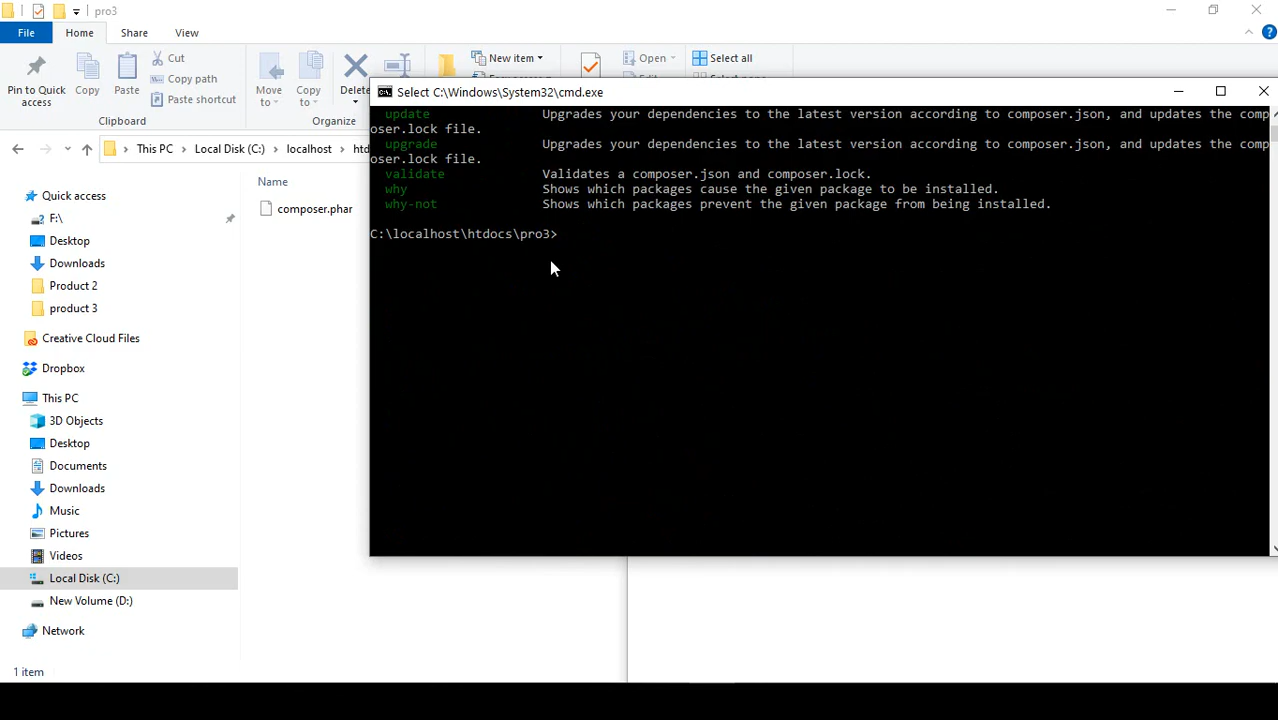 pro3
File Home Share View
Pin to Quick access
Copy
Paste
Cut
Copy path
Paste shortcut
Clipboard
Move to
Copy to
Delete
Organize
New item
Open
Select all
This PC Local Disk (C:) localhost
Name
composer.phar
Quick access
F:\
Desktop
Downloads
Product 2
product 3
Creative Cloud Files
Dropbox
This PC
3D Objects
Desktop
Documents
Downloads
Music
Pictures
Videos
Local Disk (C:)
New Volume (D:)
Network
1 item
Select C:\Windows\System32\cmd.exe
update Upgrades your dependencies to the latest version according to composer.json, and updates the comp
oser.lock file.
upgrade Upgrades your dependencies to the latest version according to composer.json, and updates the comp
oser.lock file.
validate Validates a composer.json and composer.lock.
why Shows which packages cause the given package to be installed.
why-not Shows which packages prevent the given package from being installed.
C:\localhost\htdocs\pro3>